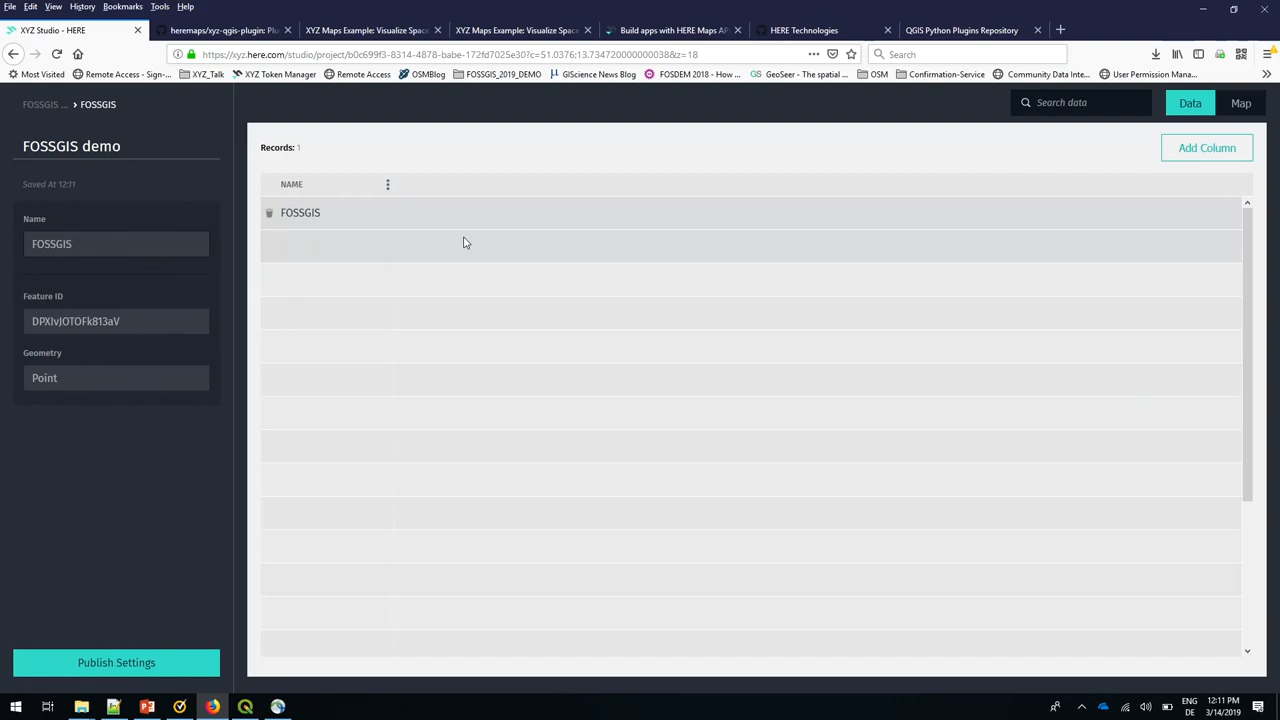 File Edit View History Bookmarks Tools Help
XYZ Studio - HERE
heremaps/xyz-qgis-plugin: Plu
XYZ Maps Example: Visualize Space
XYZ Maps Example: Visualize Space
Build apps with HERE Maps AP
HERE Technologies
QGIS Python Plugins Repository
https://xyz.here.com/studio/project/b0c699f3-8314-4878-babe-172fd7025e30?c=51.0376;13.734720000000038&z=18
Search
Most Visited
Remote Access - Sign-...
XYZ_Talk
XYZ Token Manager
Remote Access
OSMBlog
FOSSGIS_2019_DEMO
GIScience News Blog
FOSDEM 2018 - How ...
GeoSeer - The spatial ...
OSM
Confirmation-Service
Community Data Inte...
User Permission Mana...
FOSSGIS ... › FOSSGIS
Search data
Data
Map
FOSSGIS demo
Records: 1
Add Column
Saved At 12:11
NAME
Name
FOSSGIS
FOSSGIS
Feature ID
DPXIvJOTOFk813aV
Geometry
Point
Publish Settings
ENG
DE
12:11 PM
3/14/2019